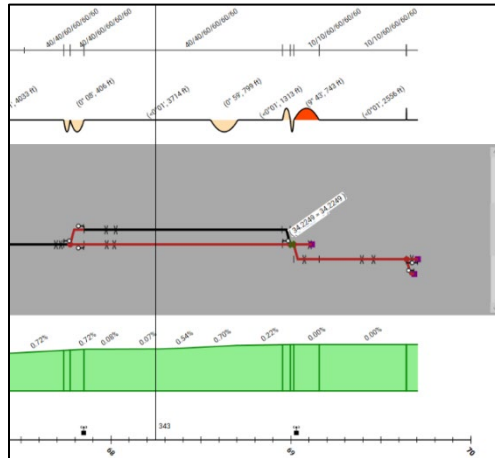 40/40/60/60/60/60
40/40/60/60/60/60
40/40/60/60/60/60
10/10/60/60/60/60
10/10/60/60/60/60
', 4033 ft)
(0° 08', 406 ft)
(<0°01', 3714 ft)
(0° 59', 799 ft)
(<0°01', 1313 ft)
(9° 43', 743 ft)
(<0°01', 2556 ft)
34.2249 = 34.2249
0.72%
0.72%
0.08%
0.07%
0.54%
0.70%
0.22%
0.00%
0.00%
343
68
69
70